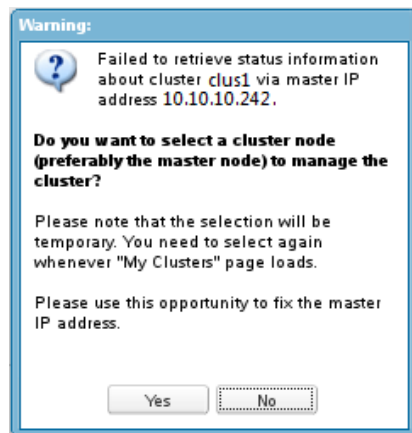 Warning:
Failed to retrieve status information
about cluster clus1 via master IP
address 10.10.10.242.
Do you want to select a cluster node
(preferably the master node) to manage the
cluster?
Please note that the selection will be
temporary. You need to select again
whenever "My Clusters" page loads.
Please use this opportunity to fix the master
IP address.
Yes
No